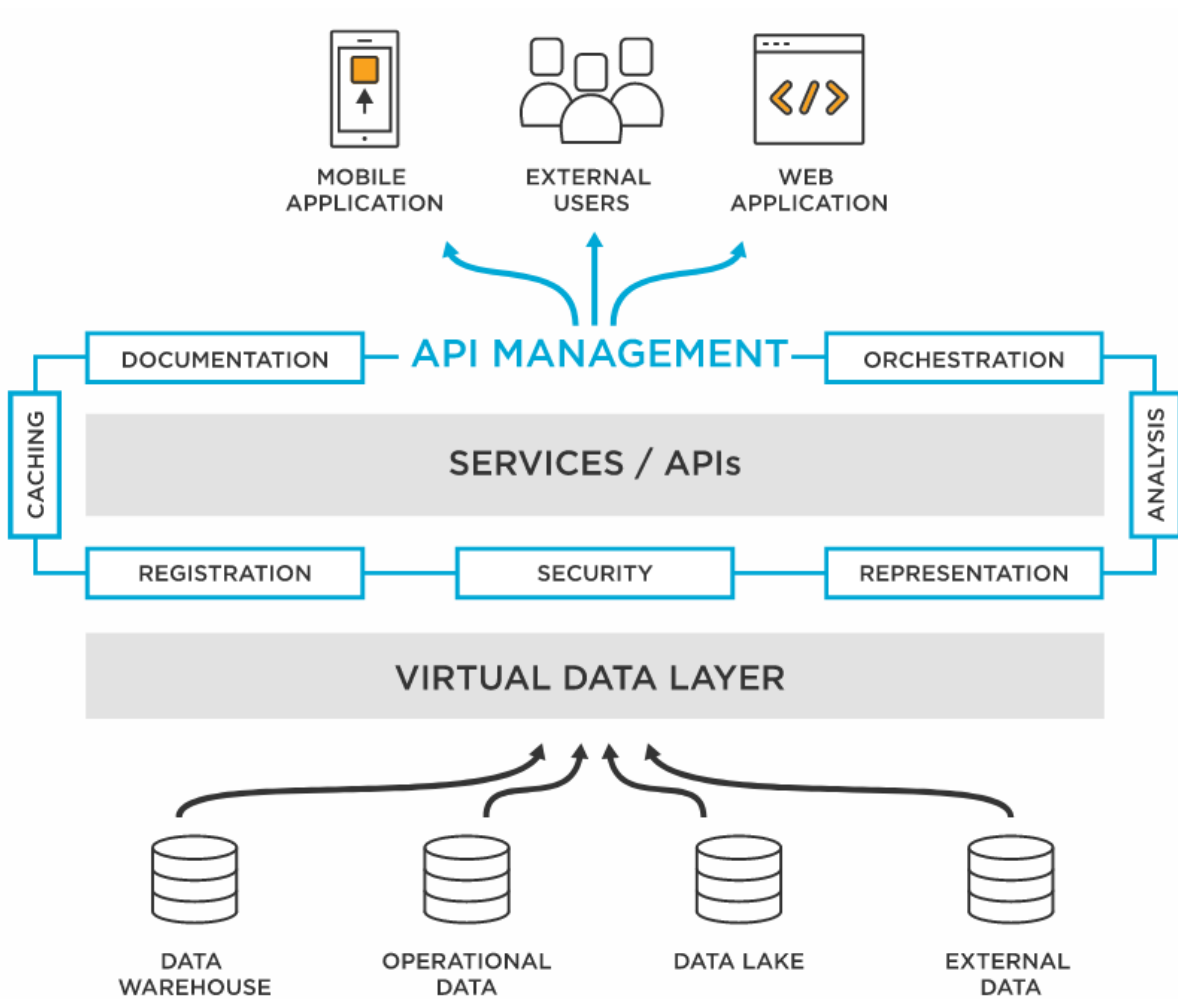 MOBILE
APPLICATION
EXTERNAL
USERS
WEB
APPLICATION
DOCUMENTATION
API MANAGEMENT
ORCHESTRATION
CACHING
SERVICES / APIs
ANALYSIS
REGISTRATION
SECURITY
REPRESENTATION
VIRTUAL DATA LAYER
DATA
WAREHOUSE
OPERATIONAL
DATA
DATA LAKE
EXTERNAL
DATA